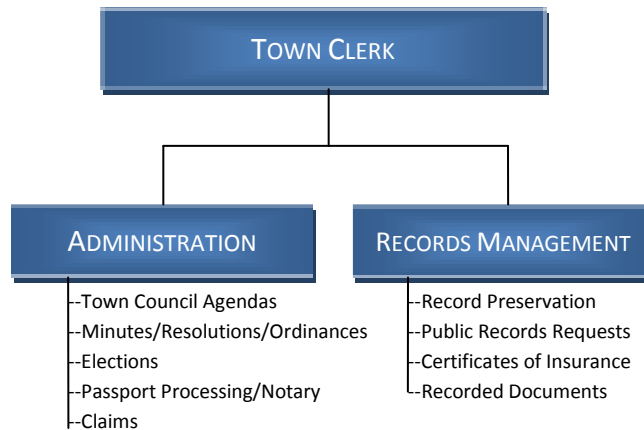 TOWN CLERK
ADMINISTRATION
--Town Council Agendas
--Minutes/Resolutions/Ordinances
--Elections
--Passport Processing/Notary
--Claims
RECORDS MANAGEMENT
--Record Preservation
--Public Records Requests
--Certificates of Insurance
--Recorded Documents